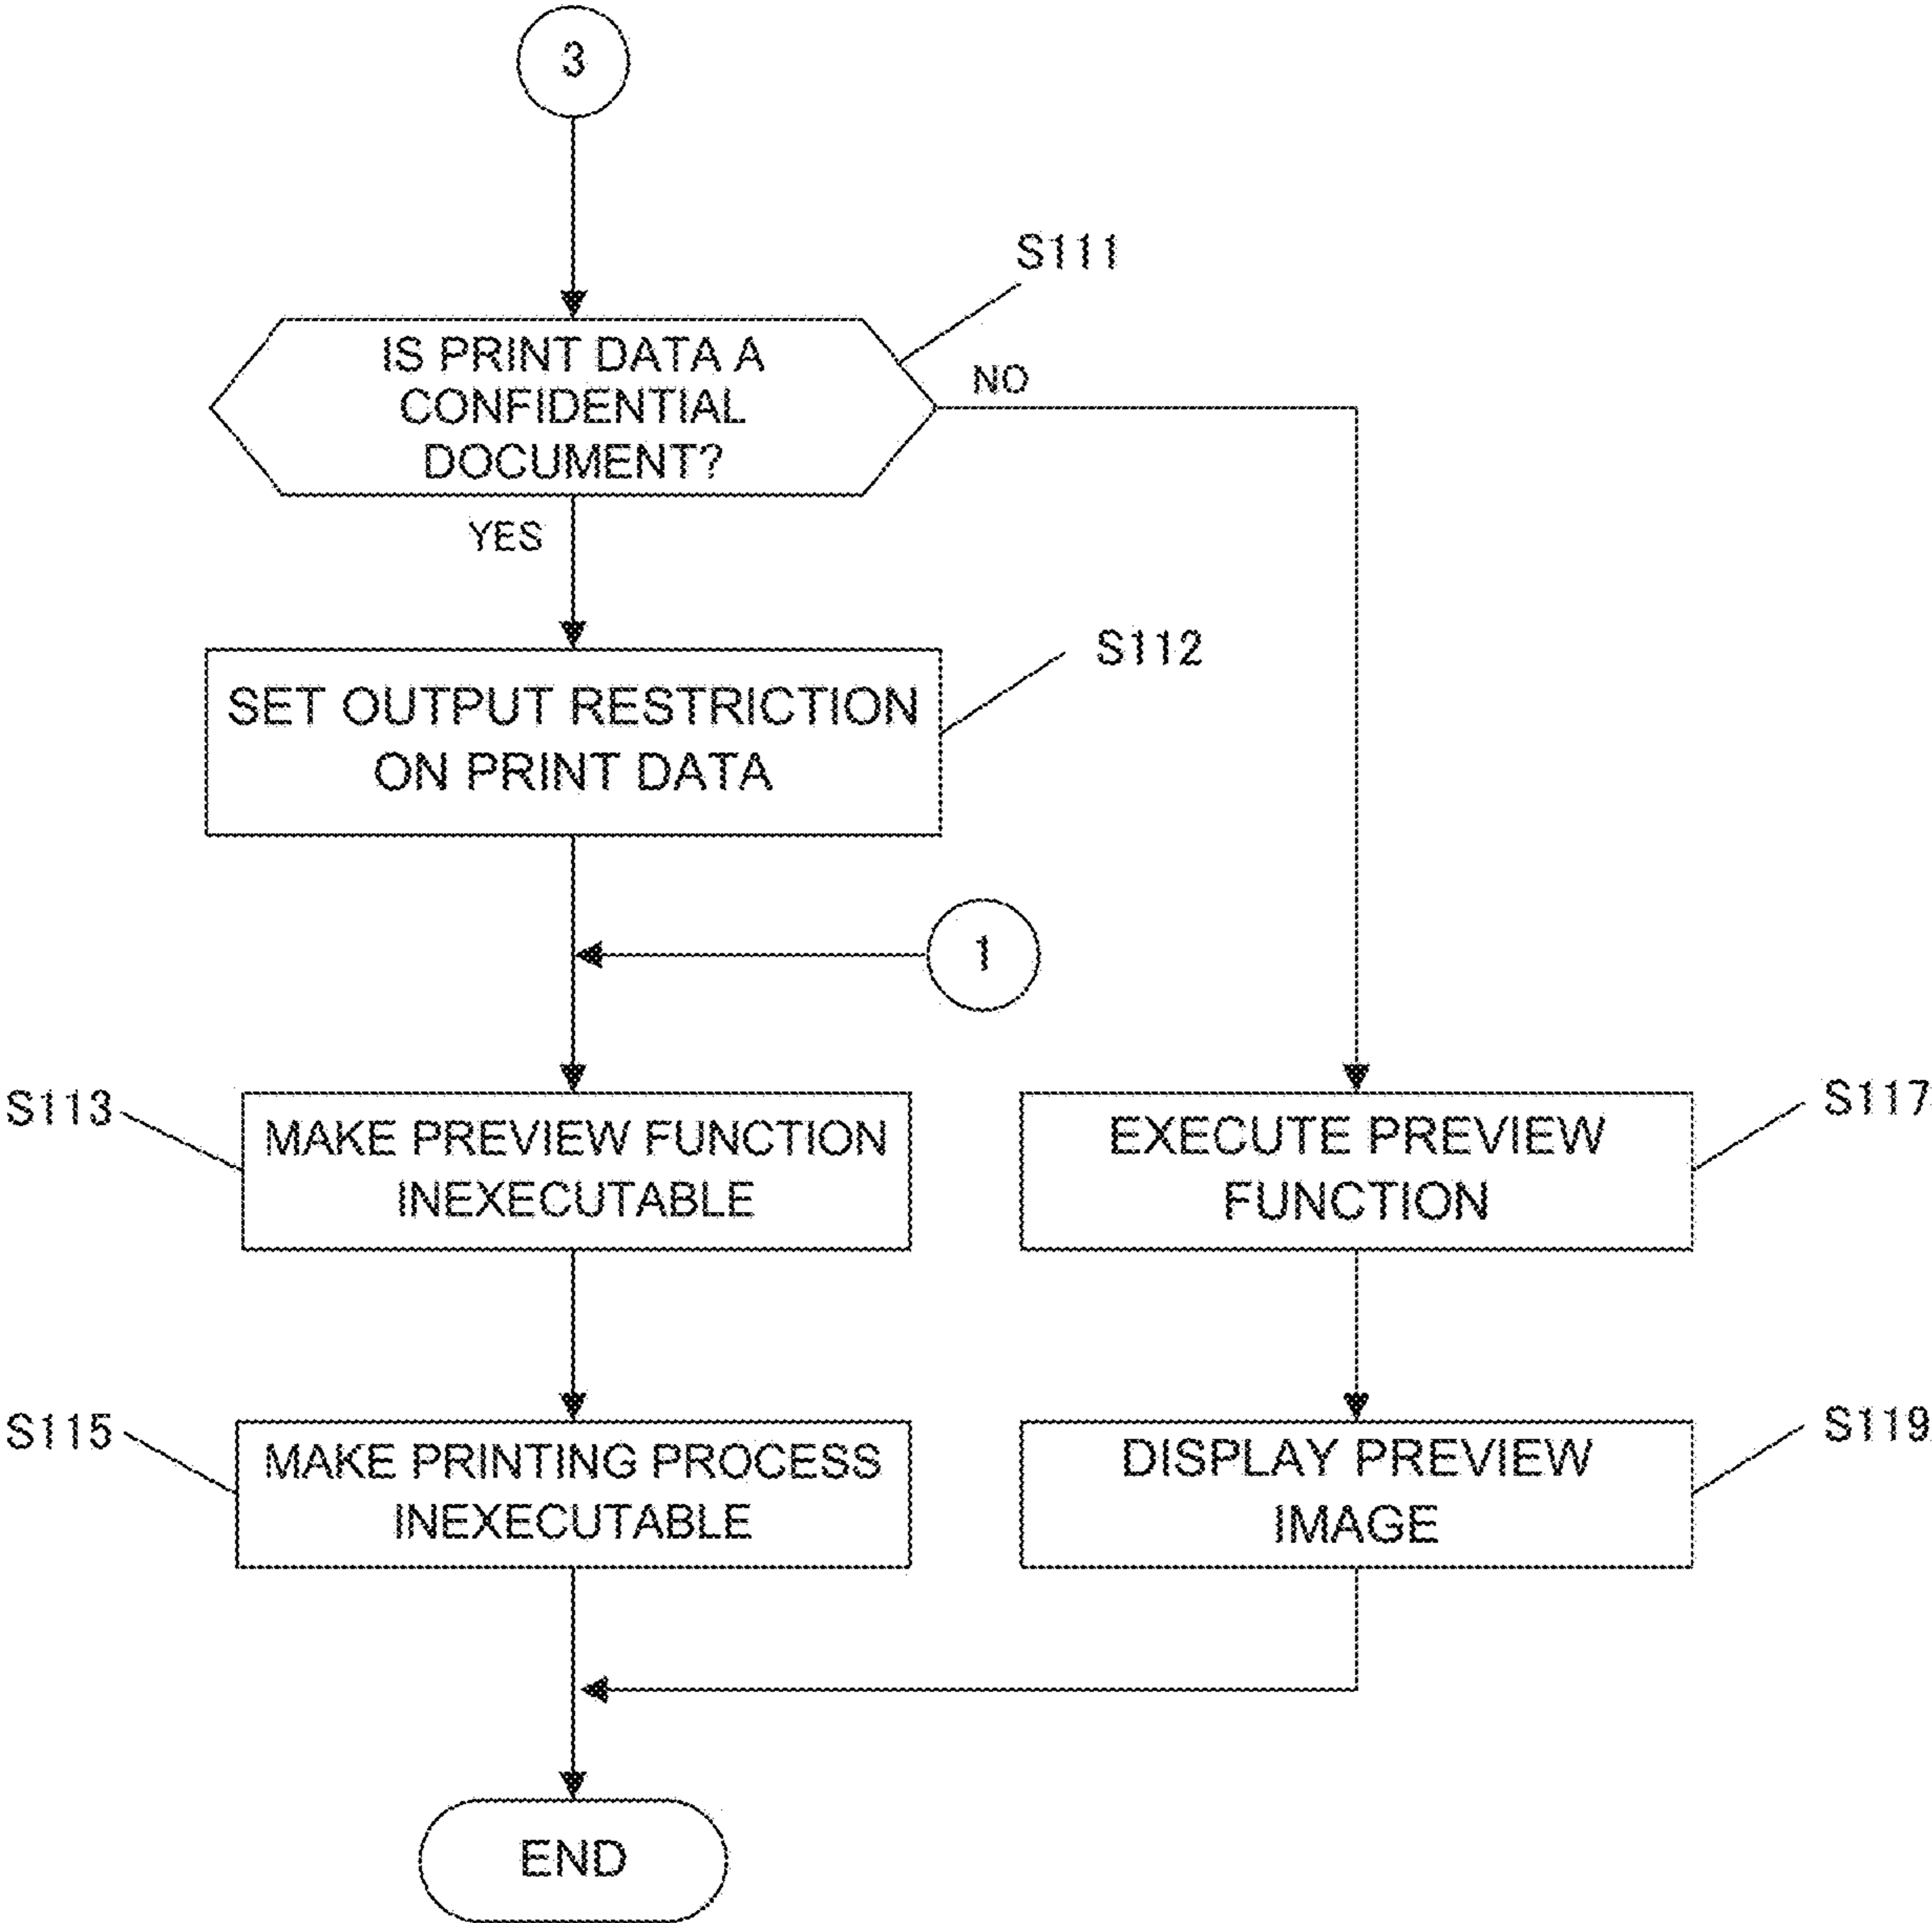 3
S111
IS PRINT DATA A
CONFIDENTIAL
DOCUMENT?
NO
YES
S112
SET OUTPUT RESTRICTION
ON PRINT DATA
1
S113
MAKE PREVIEW FUNCTION
INEXECUTABLE
S117
EXECUTE PREVIEW
FUNCTION
S115
MAKE PRINTING PROCESS
INEXECUTABLE
S119
DISPLAY PREVIEW
IMAGE
END